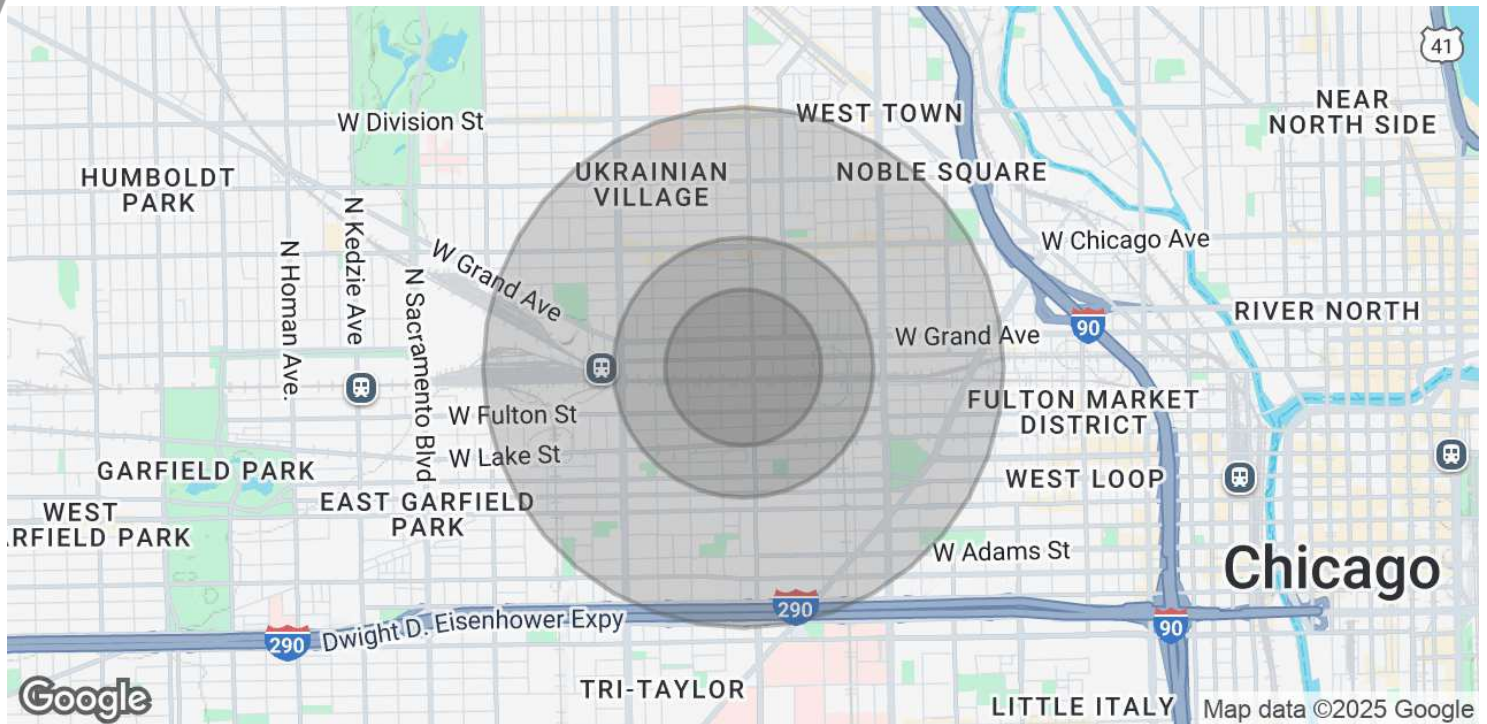 41
NEAR
NORTH SIDE
WEST TOWN
W Division St
HUMBOLDT
PARK
UKRAINIAN
VILLAGE
NOBLE SQUARE
N Kedzie Ave
N Homan Ave.
N Sacramento Blvd
W Grand Ave
W Chicago Ave
RIVER NORTH
90
W Grand Ave
W Fulton St
FULTON MARKET
DISTRICT
W Lake St
GARFIELD PARK
WEST LOOP
EAST GARFIELD
PARK
WEST
RFIELD PARK
W Adams St
Chicago
290
90
290
Dwight D. Eisenhower Expy
TRI-TAYLOR
LITTLE ITALY
Google
Map data ©2025 Google